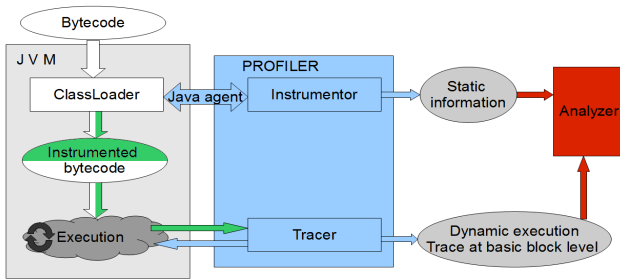 Bytecode
J V M
PROFILER
ClassLoader
Java agent
Instrumentor
Static
information
Analyzer
Instrumented
bytecode
Execution
Tracer
Dynamic execution
Trace at basic block level